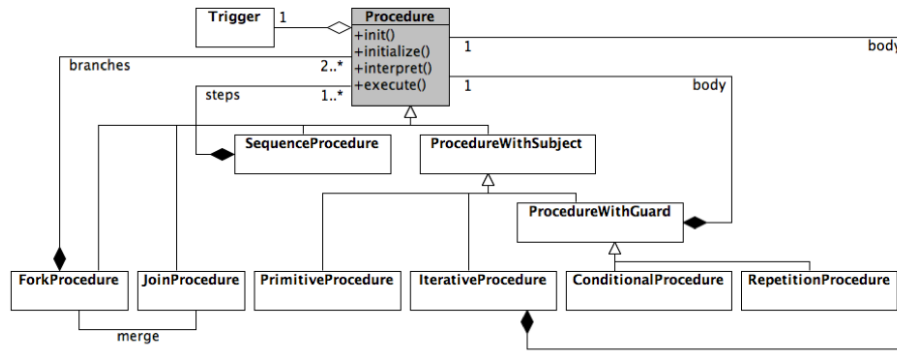 Trigger
1
Procedure
+init()
+initialize()
+interpret()
+execute()
1
body
branches
2..*
steps
1..*
1
body
SequenceProcedure
ProcedureWithSubject
ProcedureWithGuard
ForkProcedure
JoinProcedure
PrimitiveProcedure
IterativeProcedure
ConditionalProcedure
RepetitionProcedure
merge